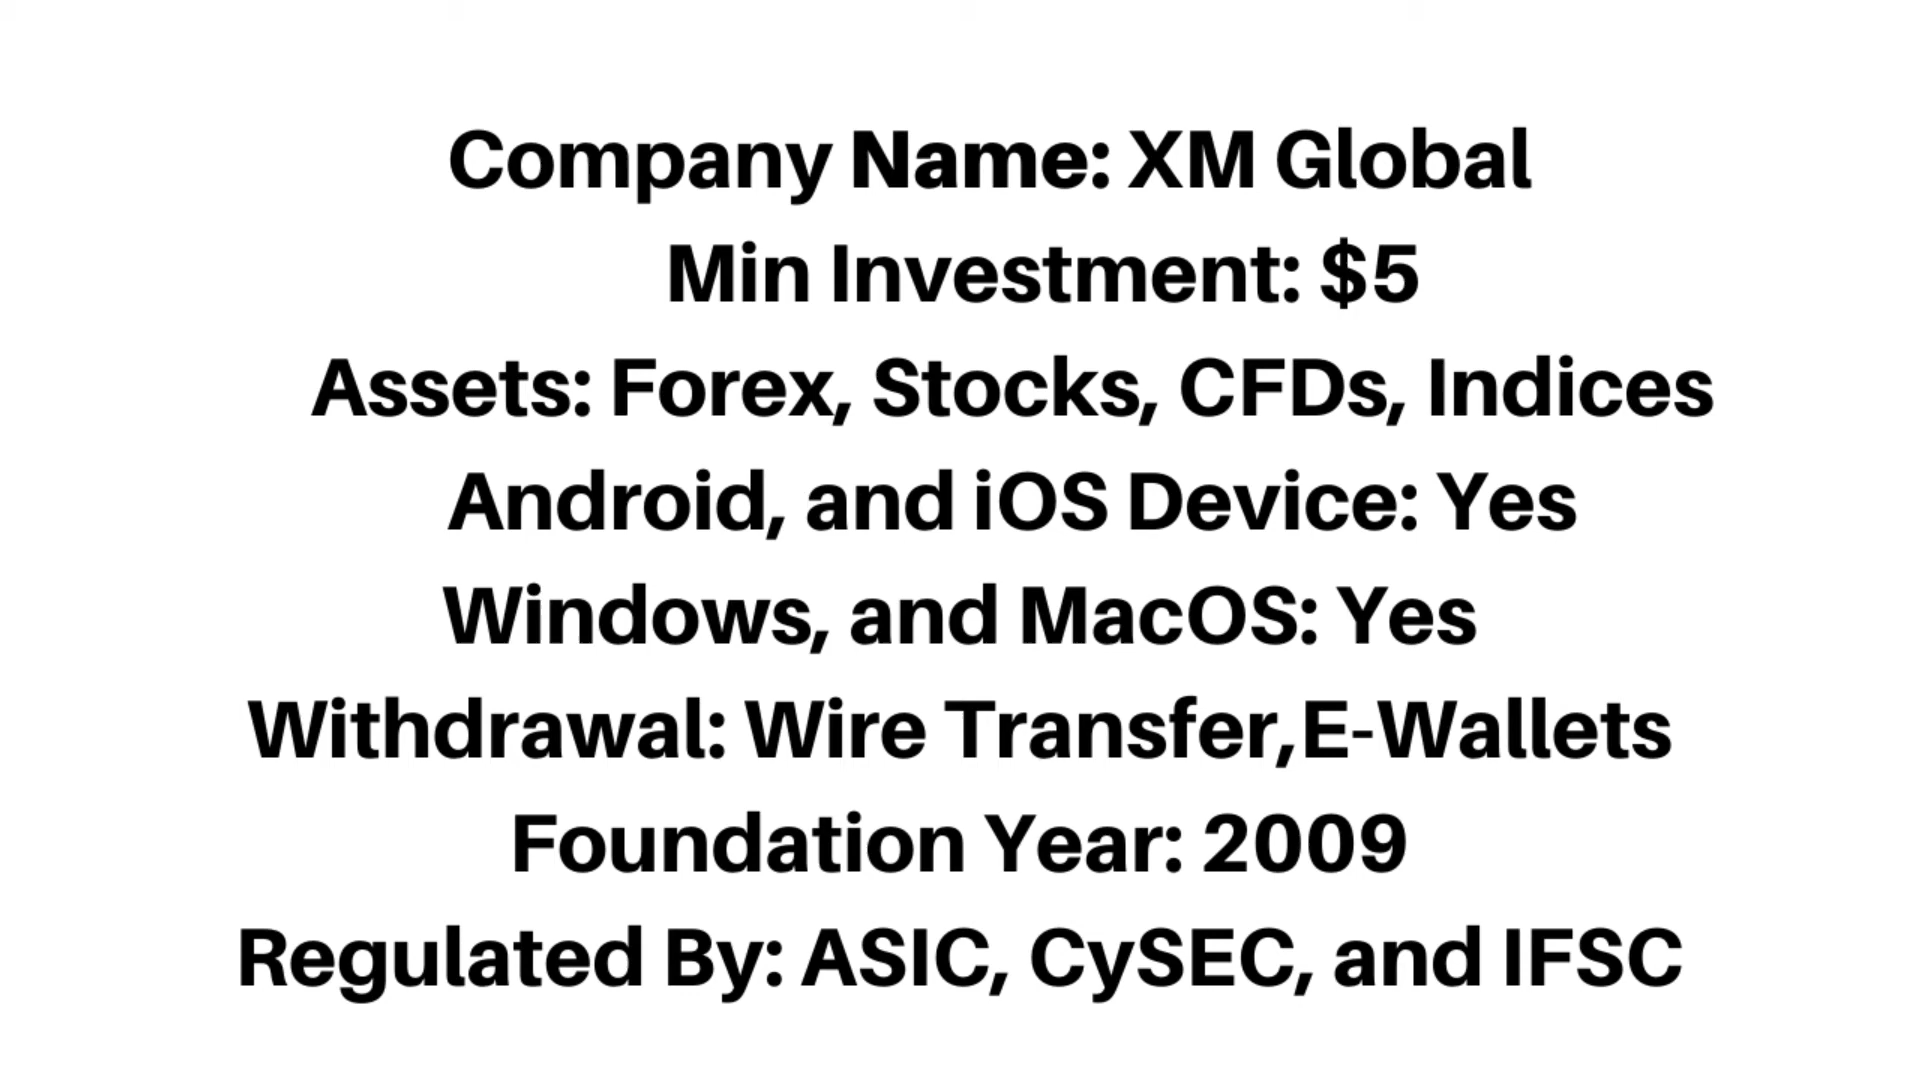 Company Name: XM Global
Min Investment: $5
Assets: Forex, Stocks, CFDs, Indices
Android, and iOS Device: Yes
Windows, and MacOS: Yes
Withdrawal: Wire Transfer,E-Wallets
Foundation Year: 2009
Regulated By: ASIC, CySEC, and IFSC